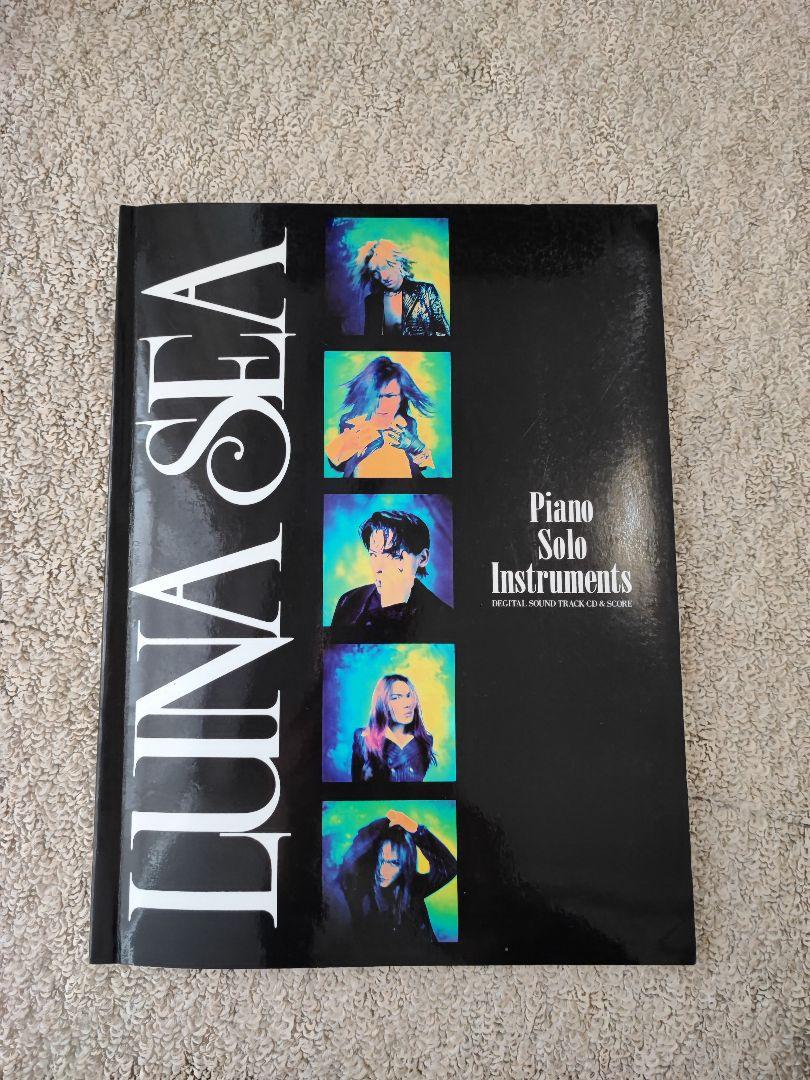 LUNA SEA
Piano
Solo
Instruments
DEGITAL SOUND TRACK CD & SCORE